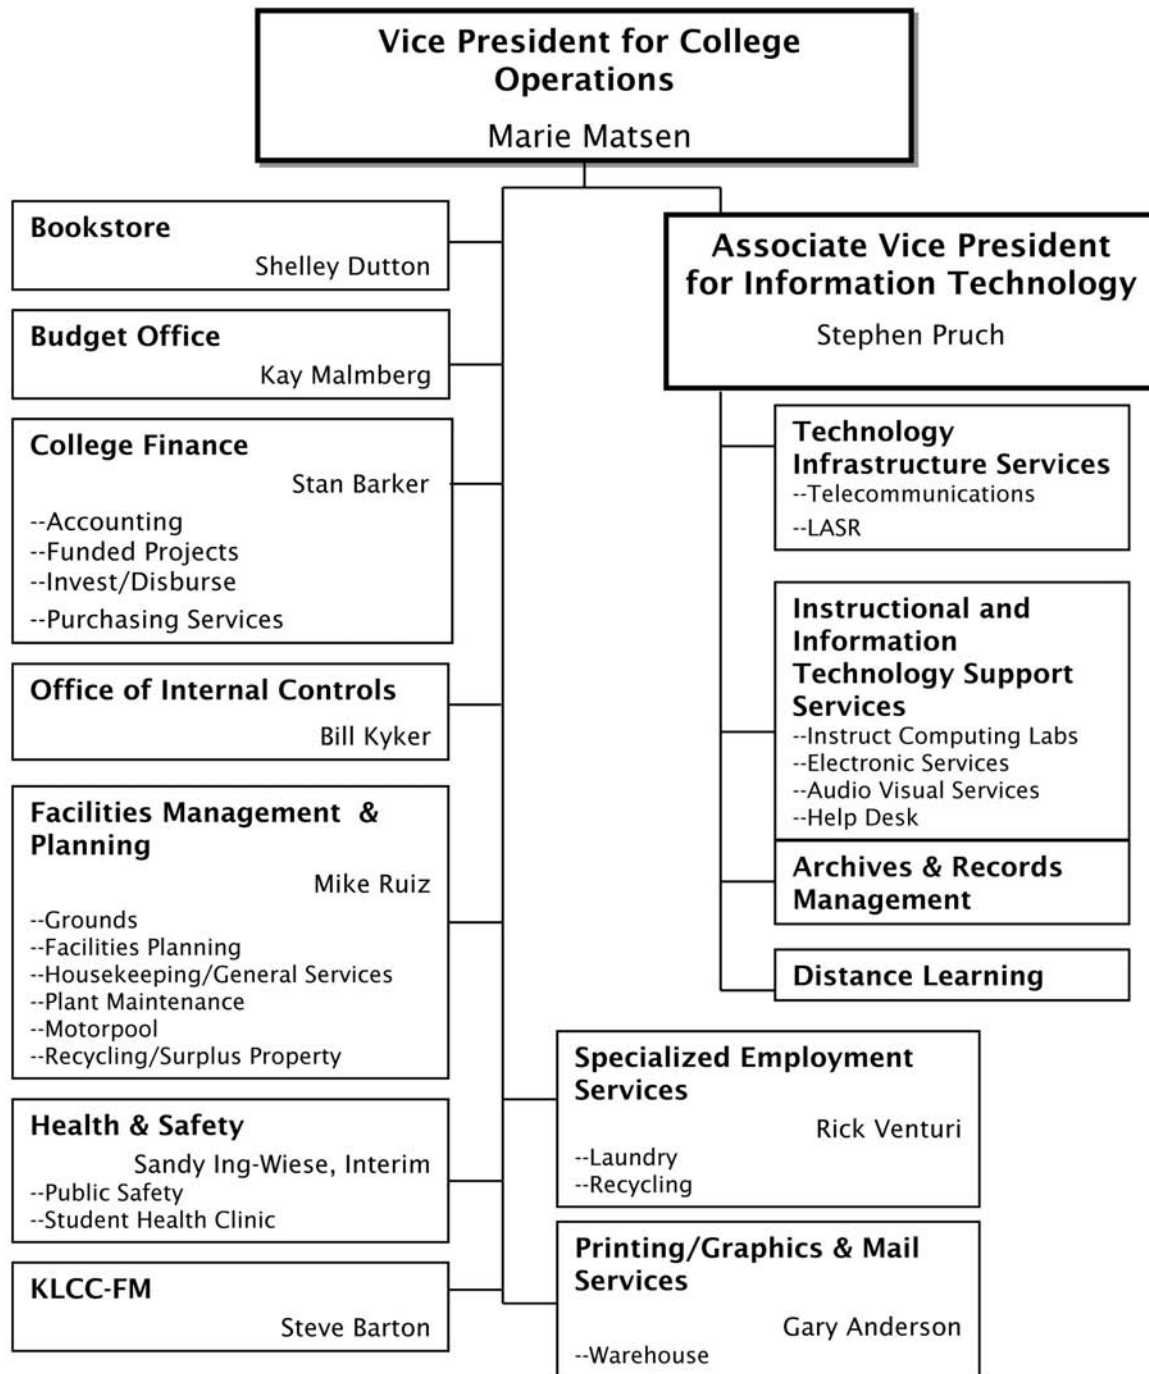 Vice President for College
Operations
Marie Matsen
Bookstore
Shelley Dutton
Budget Office
Kay Malmberg
College Finance
Stan Barker
--Accounting
--Funded Projects
--Invest/Disburse
--Purchasing Services
Office of Internal Controls
Bill Kyker
Facilities Management &
Planning
Mike Ruiz
--Grounds
--Facilities Planning
--Housekeeping/General Services
--Plant Maintenance
--Motorpool
--Recycling/Surplus Property
Health & Safety
Sandy Ing-Wiese, Interim
--Public Safety
--Student Health Clinic
KLCC-FM
Steve Barton
Associate Vice President
for Information Technology
Stephen Pruch
Technology
Infrastructure Services
--Telecommunications
--LASR
Instructional and
Information
Technology Support
Services
--Instruct Computing Labs
--Electronic Services
--Audio Visual Services
--Help Desk
Archives & Records
Management
Distance Learning
Specialized Employment
Services
Rick Venturi
--Laundry
--Recycling
Printing/Graphics & Mail
Services
Gary Anderson
--Warehouse